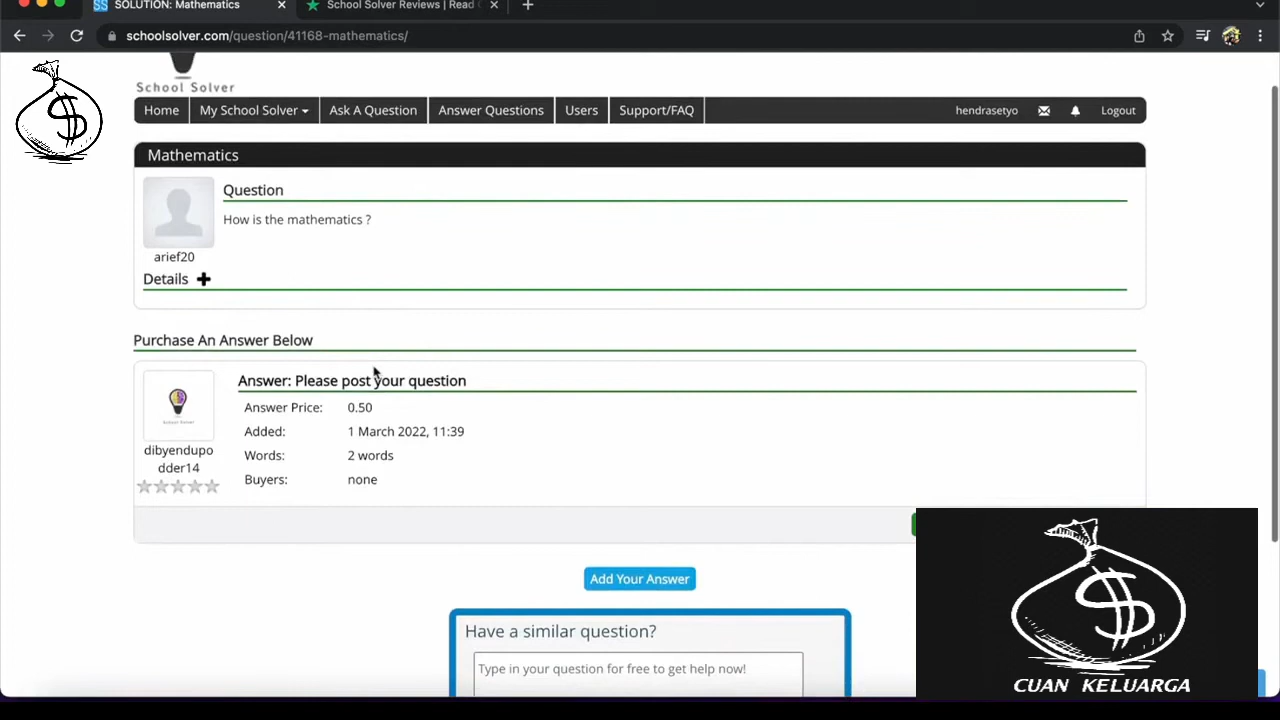 SOLUTION: Mathematics
School Solver Reviews | Read
schoolsolver.com/question/41168-mathematics/
School Solver
Home
My School Solver
Ask A Question
Answer Questions
Users
Support/FAQ
hendrasetyo
Logout
Mathematics
Question
How is the mathematics ?
arief20
Details
Purchase An Answer Below
Answer: Please post your question
Answer Price: 0.50
Added: 1 March 2022, 11:39
Words: 2 words
Buyers: none
School Solver
dibyendupo
dder14
Add Your Answer
Have a similar question?
Type in your question for free to get help now!
$
$
CUAN KELUARGA